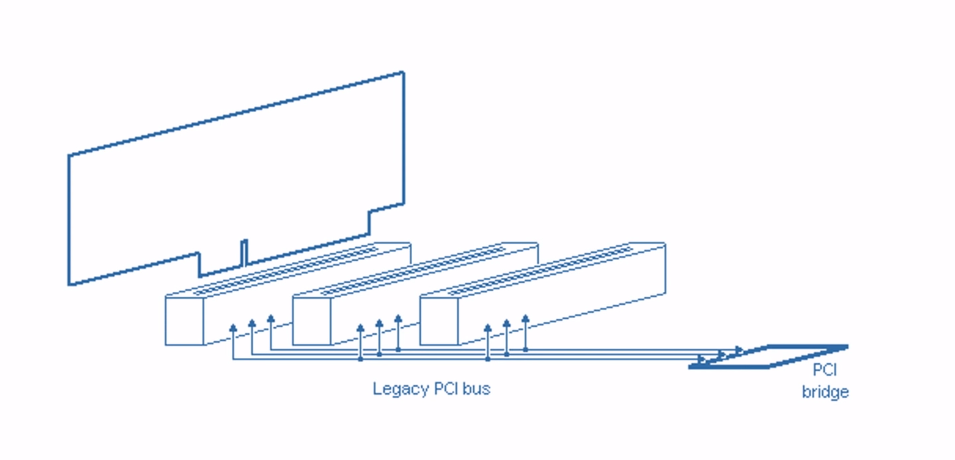 Legacy PCI bus
PCI
bridge